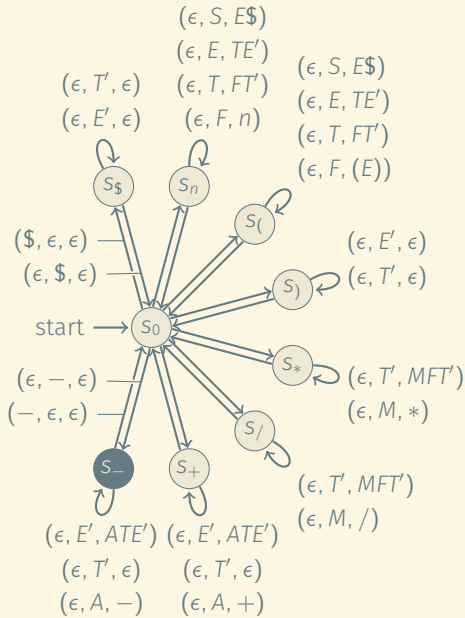 (ϵ, S, E$)
(ϵ, E, TE′)
(ϵ, T, FT′)
(ϵ, F, n)
(ϵ, T′, ϵ)
(ϵ, E′, ϵ)
(ϵ, S, E$)
(ϵ, E, TE′)
(ϵ, T, FT′)
(ϵ, F, (E))
S$
Sn
S(
($, ϵ, ϵ)
(ϵ, $, ϵ)
S)
(ϵ, E′, ϵ)
(ϵ, T′, ϵ)
start
S0
S*
(ϵ, T′, MFT′)
(ϵ, M, *)
(ϵ, −, ϵ)
(−, ϵ, ϵ)
S/
(ϵ, T′, MFT′)
(ϵ, M, /)
S−
S+
(ϵ, E′, ATE′)
(ϵ, T′, ϵ)
(ϵ, A, −)
(ϵ, E′, ATE′)
(ϵ, T′, ϵ)
(ϵ, A, +)